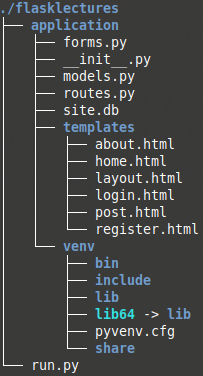 ./flasklectures
├── application
│   ├── forms.py
│   ├── __init__.py
│   ├── models.py
│   ├── routes.py
│   ├── site.db
│   ├── templates
│   │   ├── about.html
│   │   ├── home.html
│   │   ├── layout.html
│   │   ├── login.html
│   │   ├── post.html
│   │   └── register.html
│   └── venv
│       ├── bin
│       ├── include
│       ├── lib
│       ├── lib64 -> lib
│       ├── pyvenv.cfg
│       └── share
└── run.py